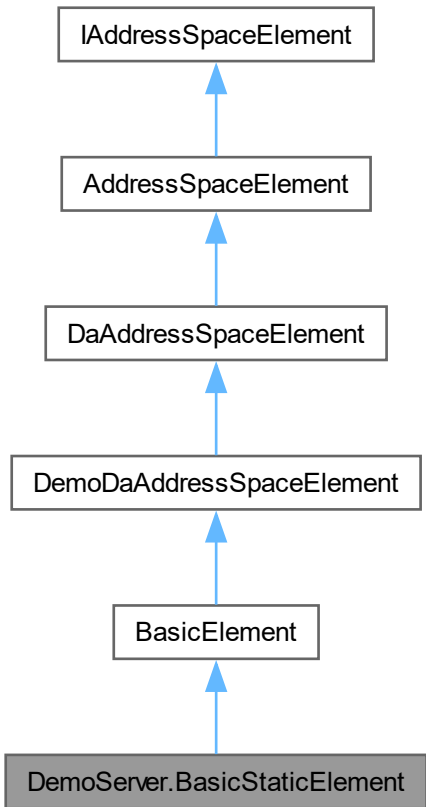 IAddressSpaceElement
AddressSpaceElement
DaAddressSpaceElement
DemoDaAddressSpaceElement
BasicElement
DemoServer.BasicStaticElement